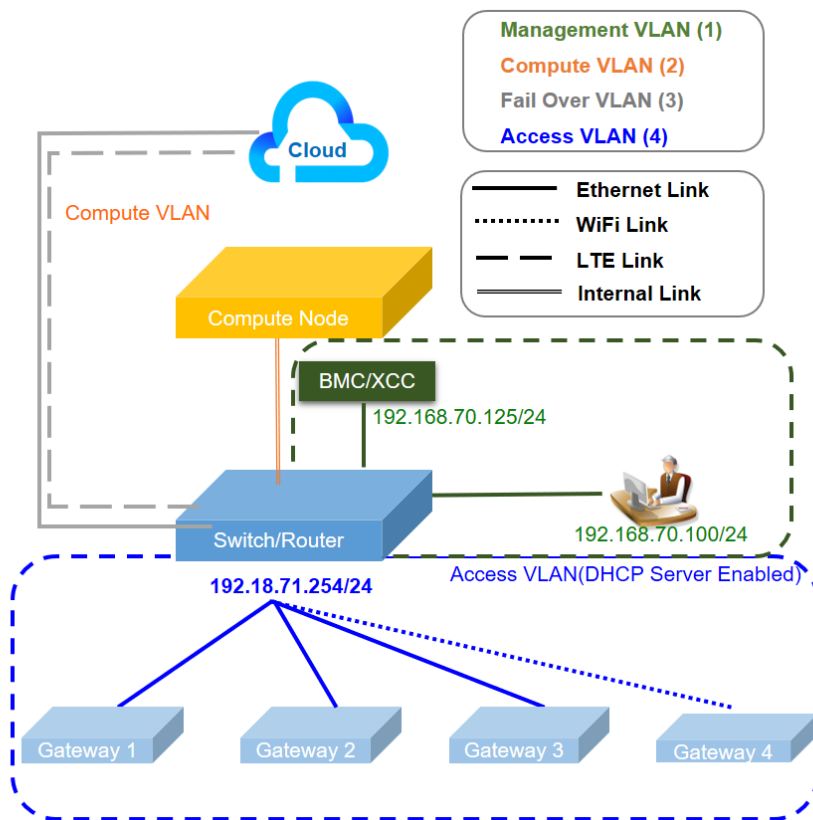 Management VLAN (1)
Compute VLAN (2)
Fail Over VLAN (3)
Access VLAN (4)
Cloud
Ethernet Link
WiFi Link
LTE Link
Internal Link
Compute VLAN
Compute Node
BMC/XCC
192.168.70.125/24
Switch/Router
192.168.70.100/24
Access VLAN(DHCP Server Enabled)
192.18.71.254/24
Gateway 1
Gateway 2
Gateway 3
Gateway 4